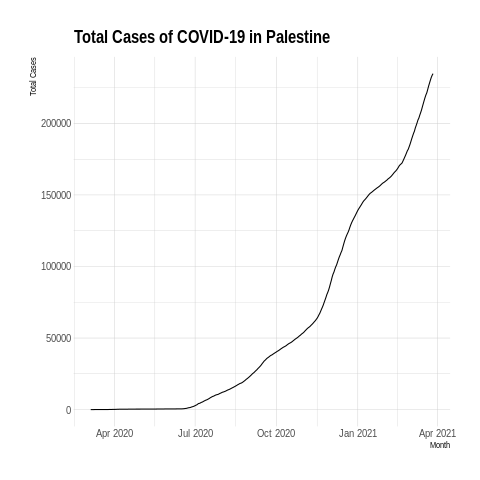 Total Cases of COVID-19 in Palestine
Total Cases
200000
150000
100000
50000
0
Apr 2020 Jul 2020 Oct 2020 Jan 2021 Apr 2021
Month